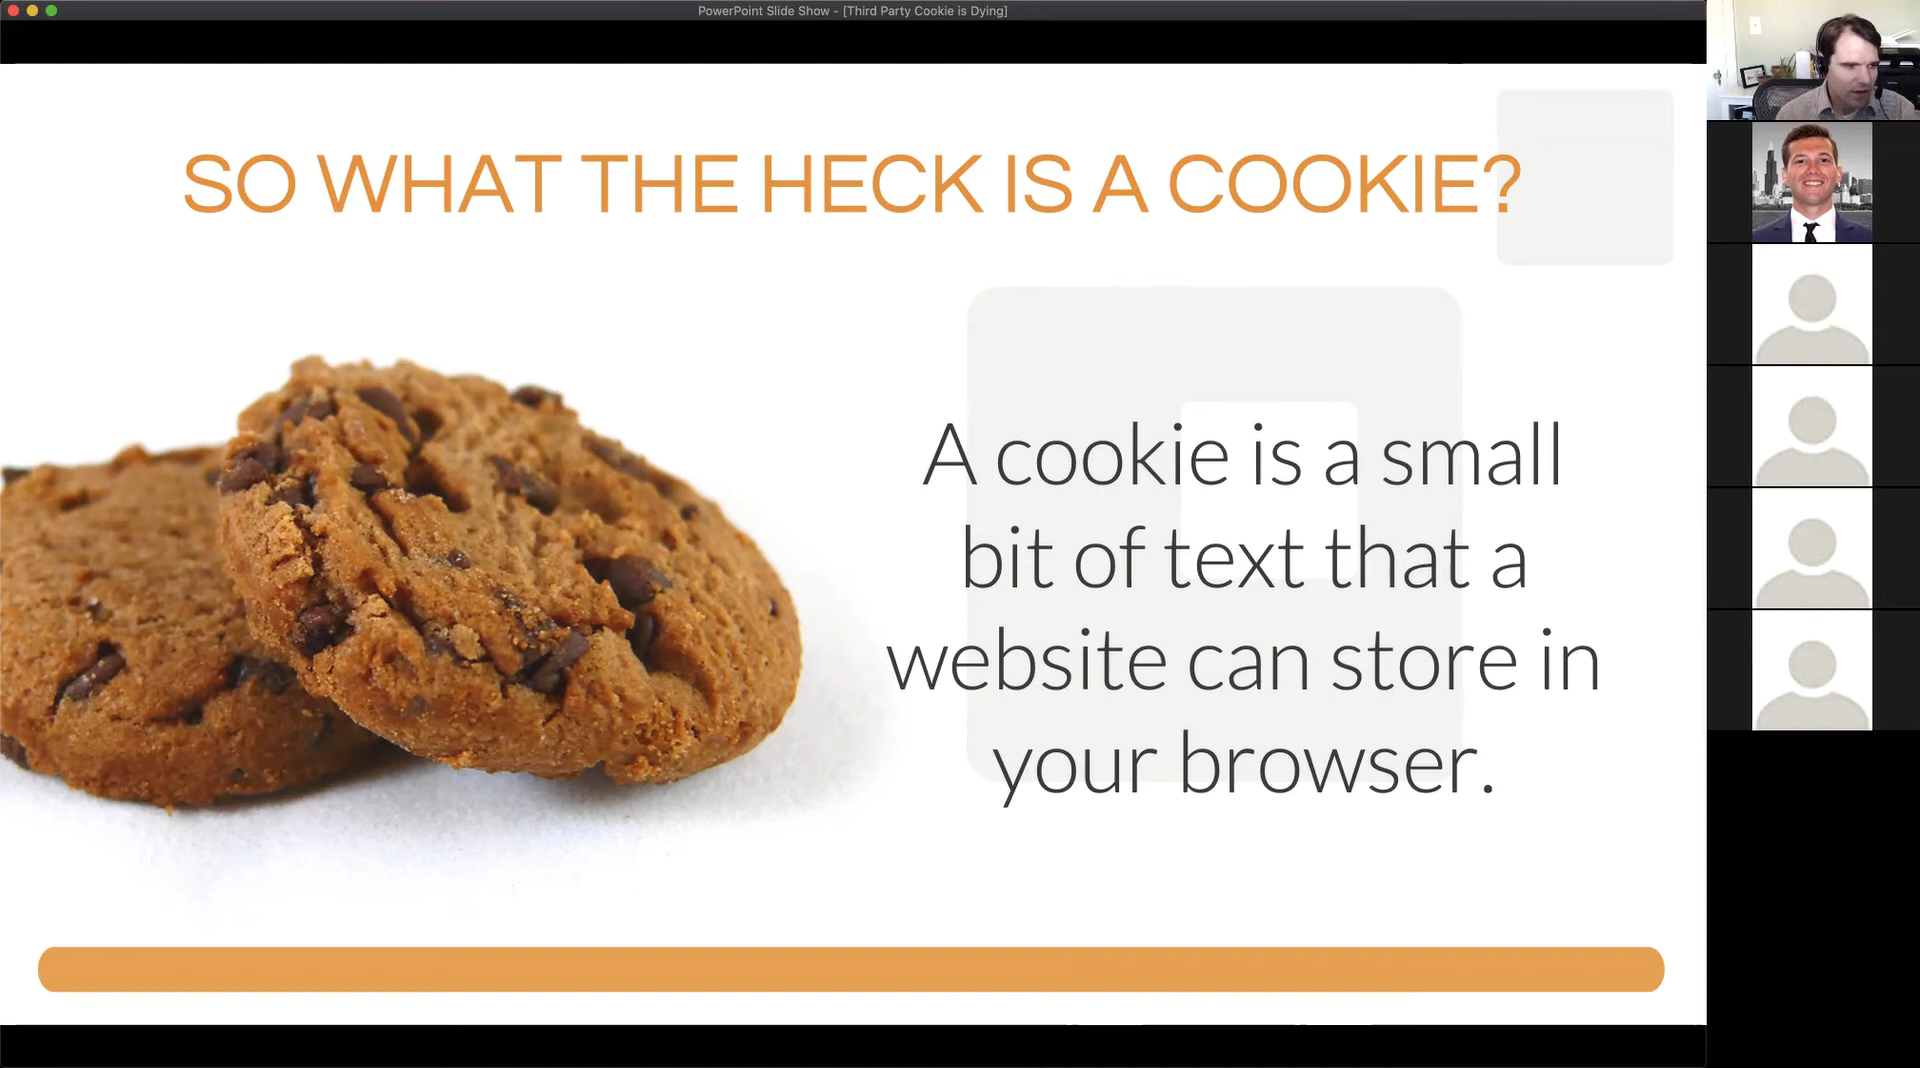 PowerPoint Slide Show - [Third Party Cookie is Dying]
SO WHAT THE HECK IS A COOKIE?
A cookie is a small
bit of text that a
website can store in
your browser.